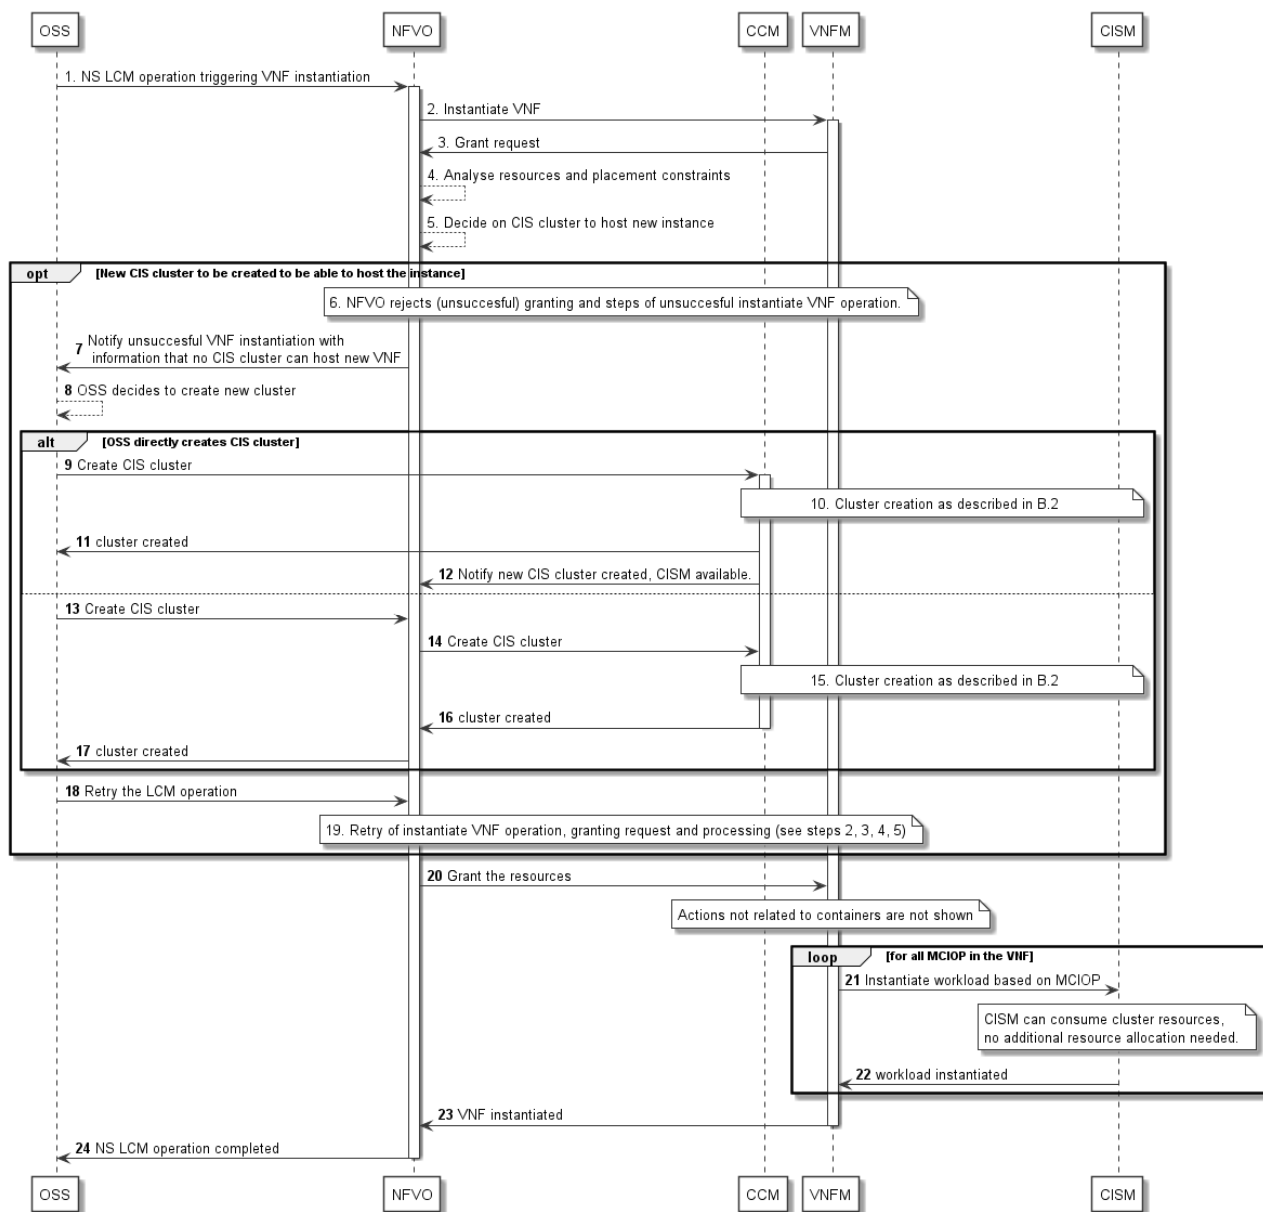 OSS
NFVO
CCM
VNFM
CISM
1. NS LCM operation triggering VNF instantiation
2. Instantiate VNF
3. Grant request
4. Analyse resources and placement constraints
5. Decide on CIS cluster to host new instance
opt [New CIS cluster to be created to be able to host the instance]
6. NFVO rejects (unsuccesful) granting and steps of unsuccesful instantiate VNF operation.
7 Notify unsuccesful VNF instantiation with
information that no CIS cluster can host new VNF
8 OSS decides to create new cluster
alt [OSS directly creates CIS cluster]
9 Create CIS cluster
10. Cluster creation as described in B.2
11 cluster created
12 Notify new CIS cluster created, CISM available.
13 Create CIS cluster
14 Create CIS cluster
15. Cluster creation as described in B.2
16 cluster created
17 cluster created
18 Retry the LCM operation
19. Retry of instantiate VNF operation, granting request and processing (see steps 2, 3, 4, 5)
20 Grant the resources
Actions not related to containers are not shown
loop [for all MCIOP in the VNF]
21 Instantiate workload based on MCIOP
CISM can consume cluster resources,
no additional resource allocation needed.
22 workload instantiated
23 VNF instantiated
24 NS LCM operation completed
OSS
NFVO
CCM
VNFM
CISM